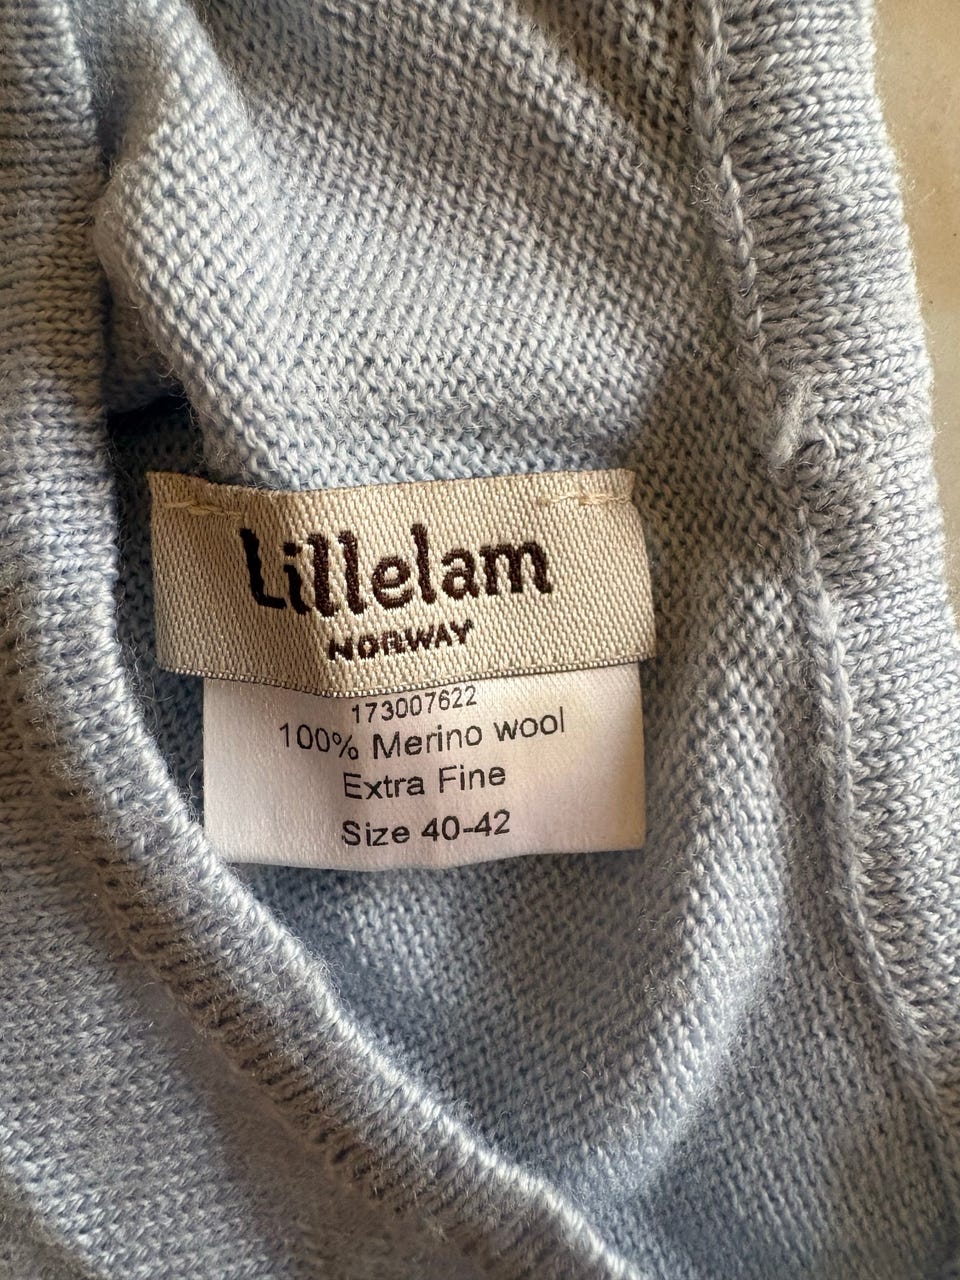 Lillelam
NORWAY
173007622
100% Merino wool
Extra Fine
Size 40-42